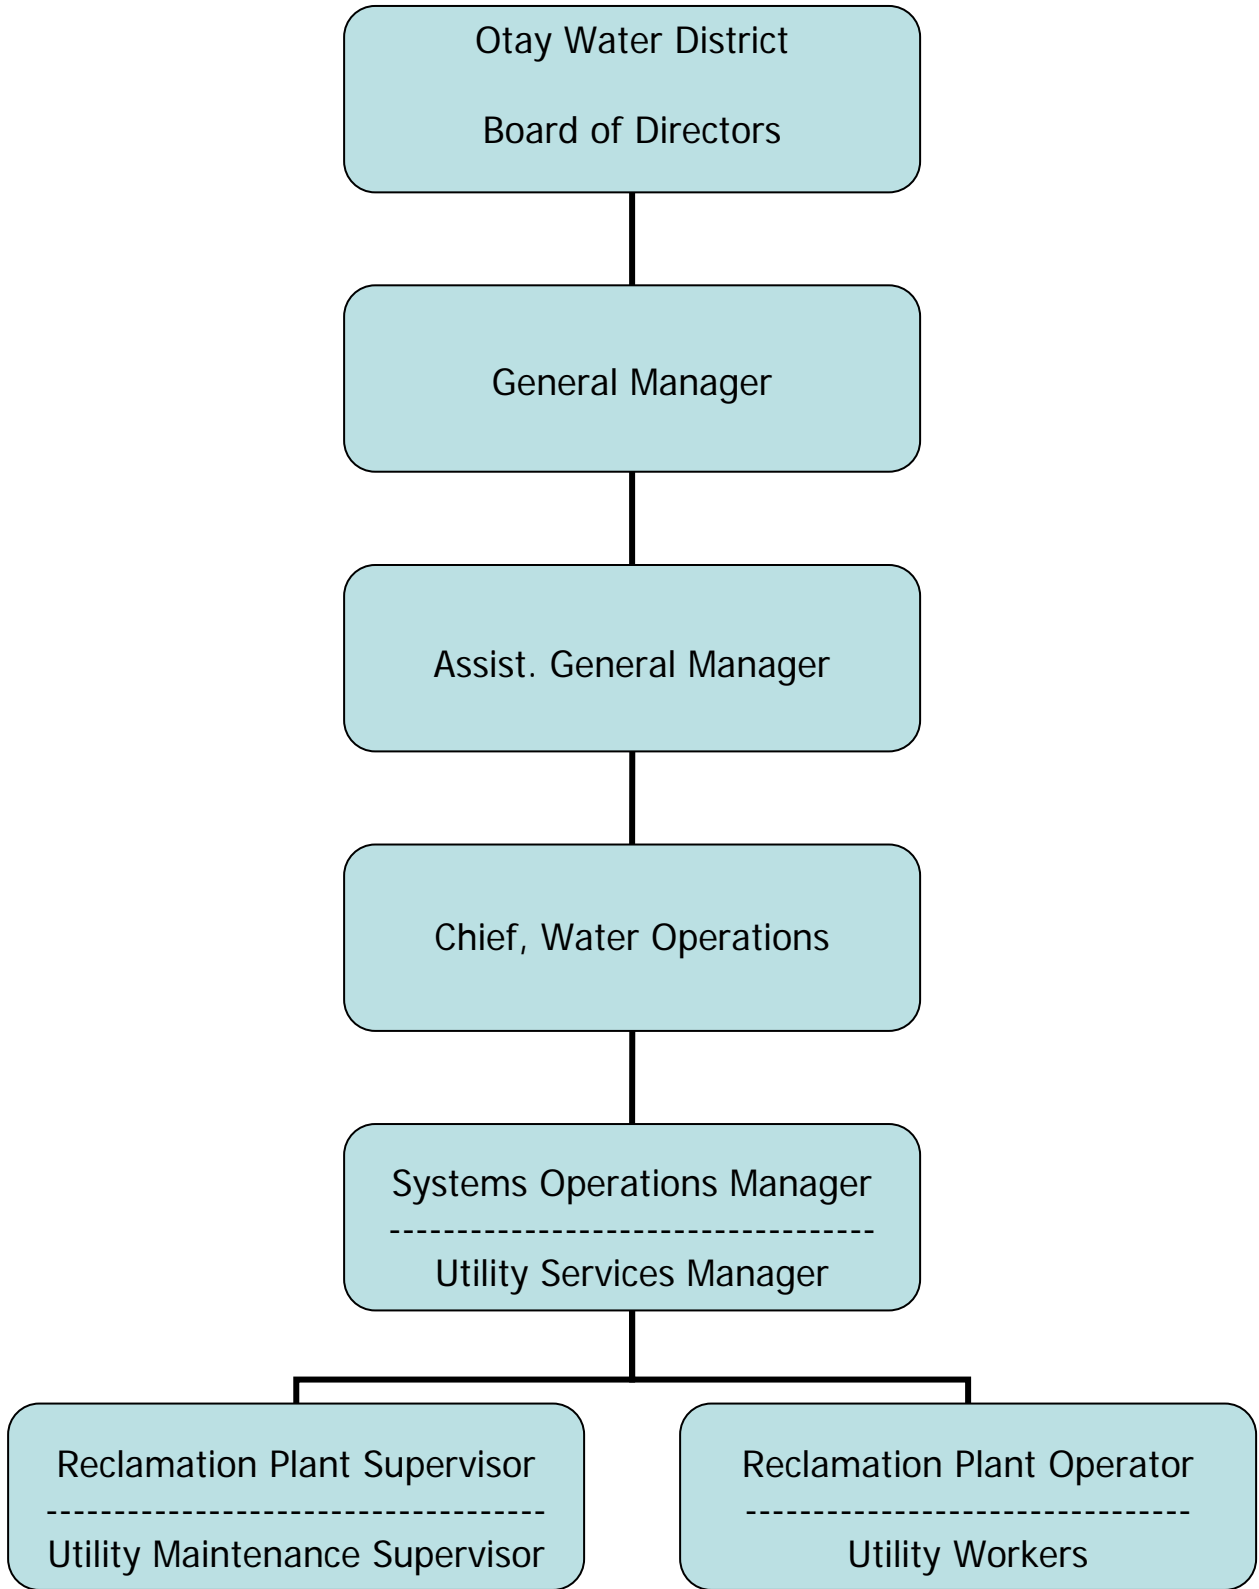 Otay Water District
Board of Directors
General Manager
Assist. General Manager
Chief, Water Operations
Systems Operations Manager
------------------------------------
Utility Services Manager
Reclamation Plant Supervisor
-------------------------------------
Utility Maintenance Supervisor
Reclamation Plant Operator
---------------------------------
Utility Workers